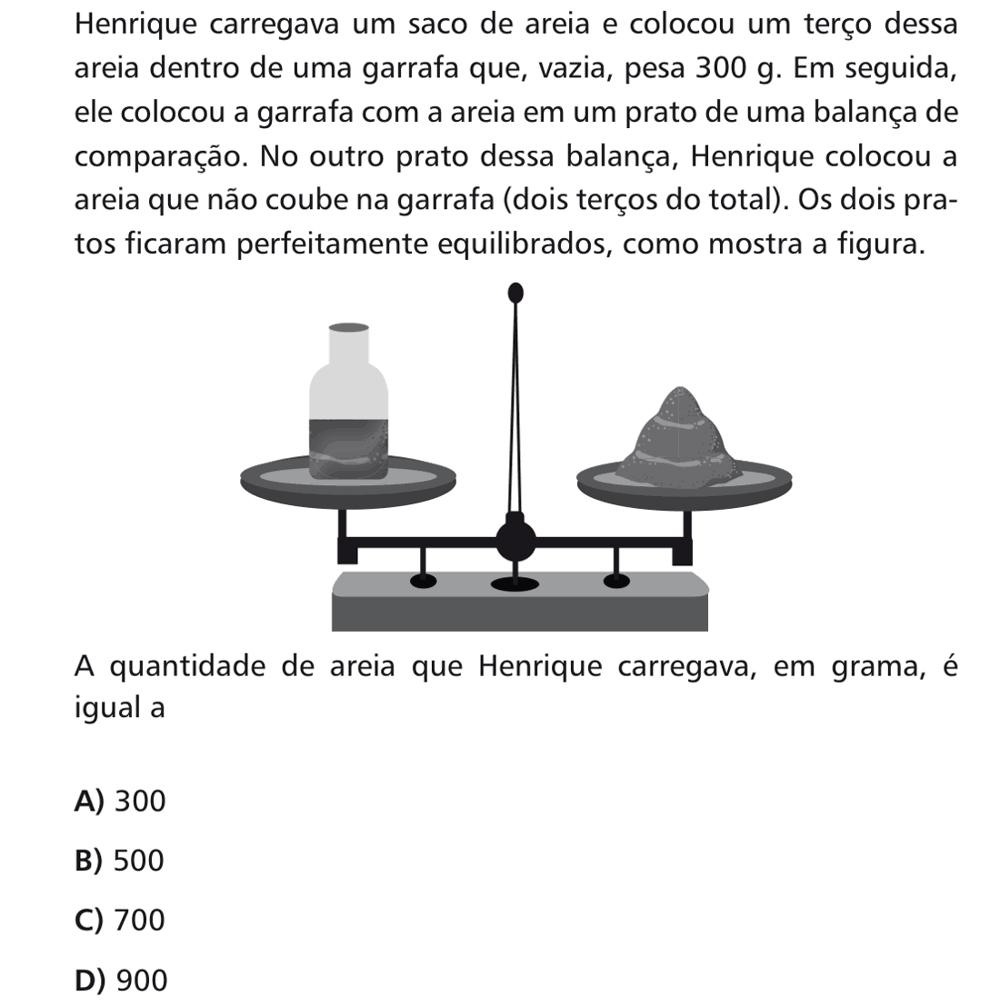 Henrique carregava um saco de areia e colocou um terço dessa
areia dentro de uma garrafa que, vazia, pesa 300 g. Em seguida,
ele colocou a garrafa com a areia em um prato de uma balança de
comparação. No outro prato dessa balança, Henrique colocou a
areia que não coube na garrafa (dois terços do total). Os dois pra-
tos ficaram perfeitamente equilibrados, como mostra a figura.
A quantidade de areia que Henrique carregava, em grama, é
igual a
A) 300
B) 500
C) 700
D) 900